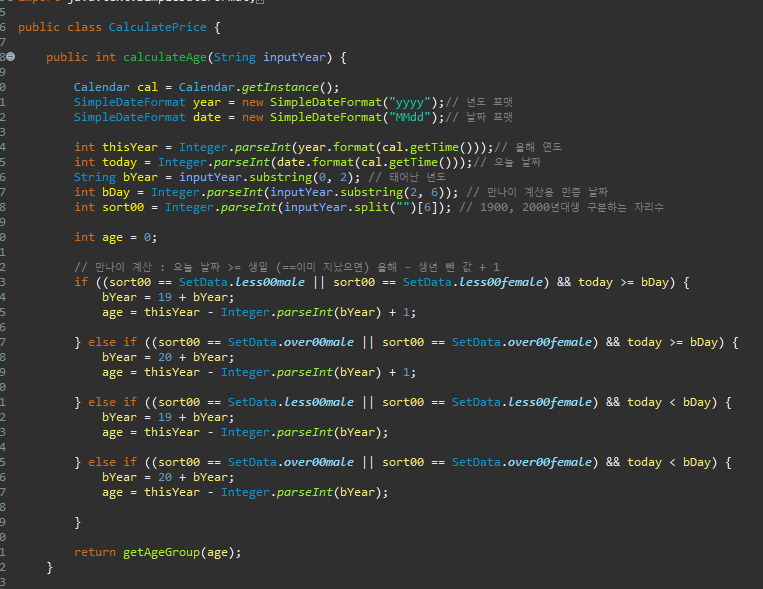 public class CalculatePrice {
public int calculateAge(String inputYear) {
Calendar cal = Calendar.getInstance();
SimpleDateFormat year = new SimpleDateFormat("yyyy");// 년도 포맷
SimpleDateFormat date = new SimpleDateFormat("MMdd");// 날짜 포맷
int thisYear = Integer.parseInt(year.format(cal.getTime()));// 올해 연도
int today = Integer.parseInt(date.format(cal.getTime()));// 오늘 날짜
String bYear = inputYear.substring(0, 2); // 태어난 년도
int bDay = Integer.parseInt(inputYear.substring(2, 6)); // 만나이 계산용 민증 날짜
int sort00 = Integer.parseInt(inputYear.split("")[6]); // 1900, 2000년대생 구분하는 자리수
int age = 0;
// 만나이 계산 : 오늘 날짜 >= 생일 (==이미 지났으면) 올해 - 생년 뺀 값 + 1
if ((sort00 == SetData.less00male || sort00 == SetData.less00female) && today >= bDay) {
bYear = 19 + bYear;
age = thisYear - Integer.parseInt(bYear) + 1;
} else if ((sort00 == SetData.over00male || sort00 == SetData.over00female) && today >= bDay) {
bYear = 20 + bYear;
age = thisYear - Integer.parseInt(bYear) + 1;
} else if ((sort00 == SetData.less00male || sort00 == SetData.less00female) && today < bDay) {
bYear = 19 + bYear;
age = thisYear - Integer.parseInt(bYear);
} else if ((sort00 == SetData.over00male || sort00 == SetData.over00female) && today < bDay) {
bYear = 20 + bYear;
age = thisYear - Integer.parseInt(bYear);
}
return getAgeGroup(age);
}